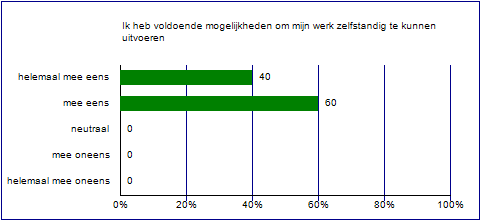 Ik heb voldoende mogelijkheden om mijn werk zelfstandig te kunnen
uitvoeren
helemaal mee eens 40
mee eens 60
neutraal 0
mee oneens 0
helemaal mee oneens 0
0% 20% 40% 60% 80% 100%